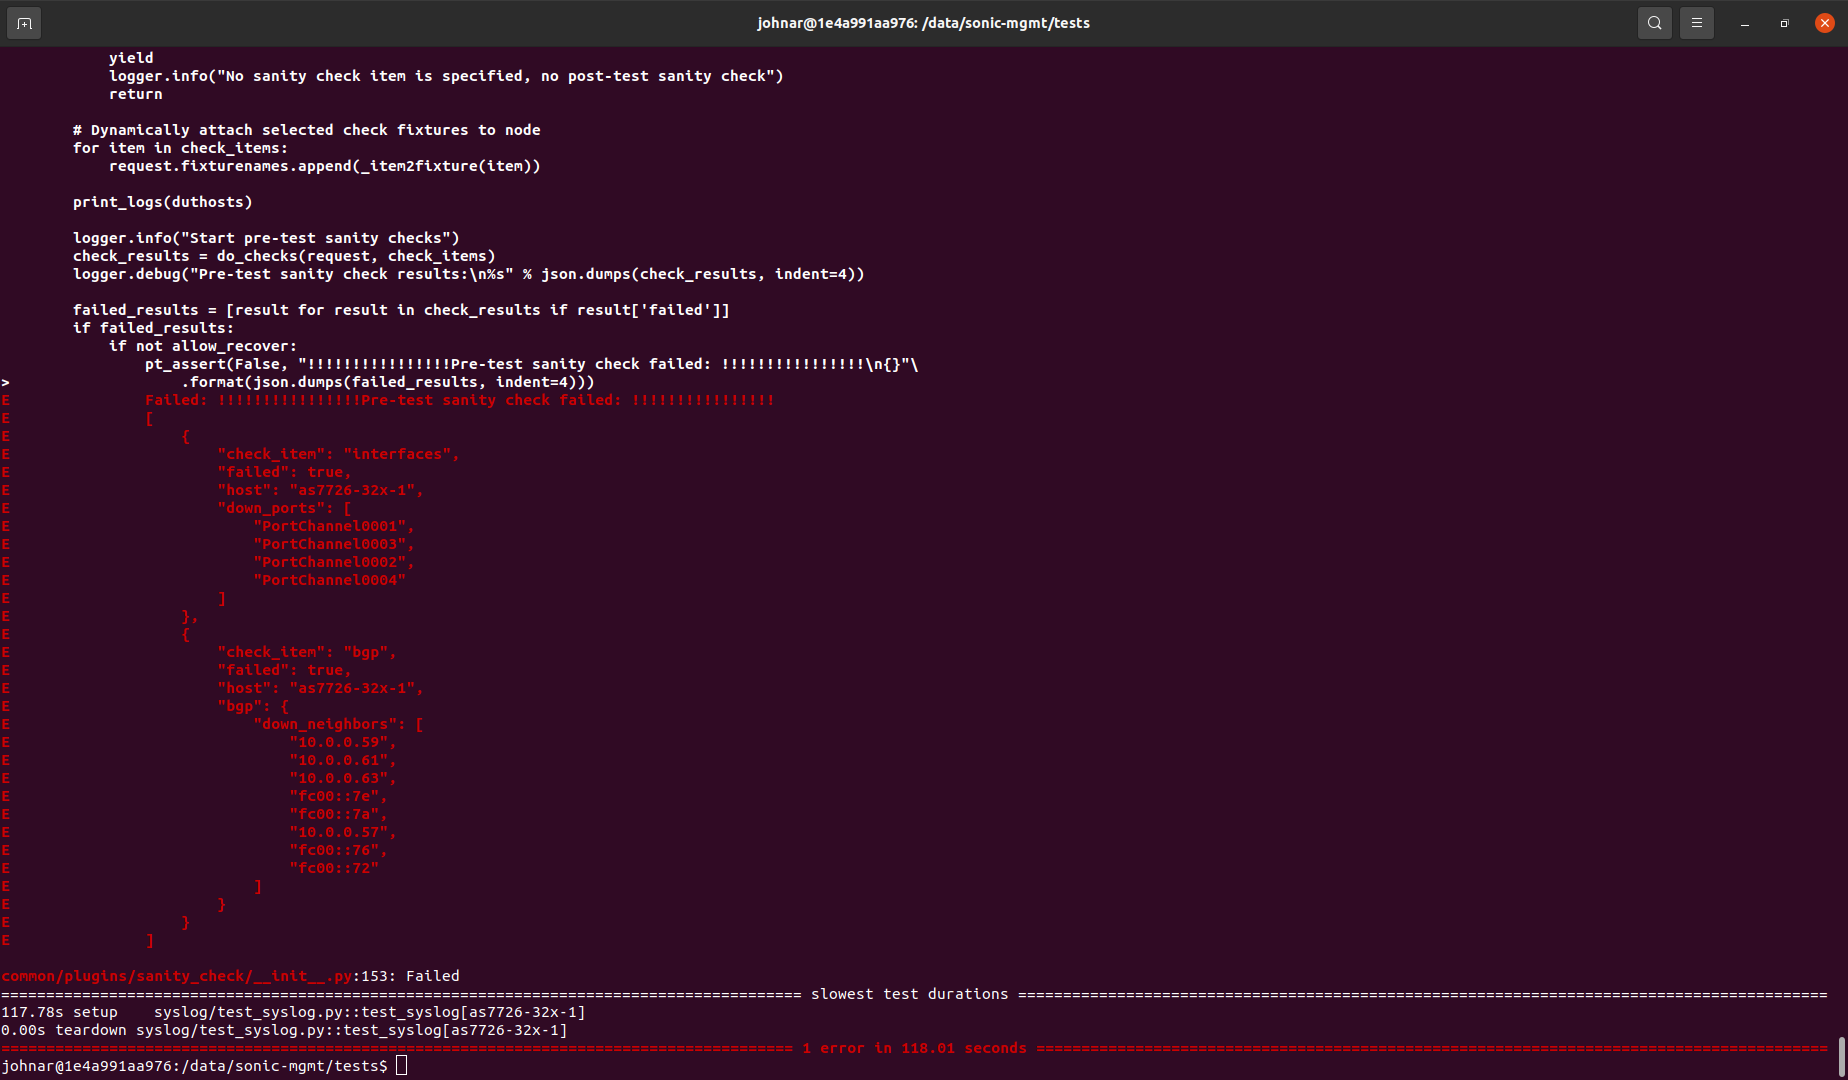 johnar@1e4a991aa976: /data/sonic-mgmt/tests
            yield
            logger.info("No sanity check item is specified, no post-test sanity check")
            return

        # Dynamically attach selected check fixtures to node
        for item in check_items:
            request.fixturenames.append(_item2fixture(item))

        print_logs(duthosts)

        logger.info("Start pre-test sanity checks")
        check_results = do_checks(request, check_items)
        logger.debug("Pre-test sanity check results:\n%s" % json.dumps(check_results, indent=4))

        failed_results = [result for result in check_results if result['failed']]
        if failed_results:
            if not allow_recover:
                pt_assert(False, "!!!!!!!!!!!!!!!!Pre-test sanity check failed: !!!!!!!!!!!!!!!!\n{}"\
>                   .format(json.dumps(failed_results, indent=4)))
E               Failed: !!!!!!!!!!!!!!!!Pre-test sanity check failed: !!!!!!!!!!!!!!!!
E               [
E                   {
E                       "check_item": "interfaces",
E                       "failed": true,
E                       "host": "as7726-32x-1",
E                       "down_ports": [
E                           "PortChannel0001",
E                           "PortChannel0003",
E                           "PortChannel0002",
E                           "PortChannel0004"
E                       ]
E                   },
E                   {
E                       "check_item": "bgp",
E                       "failed": true,
E                       "host": "as7726-32x-1",
E                       "bgp": {
E                           "down_neighbors": [
E                               "10.0.0.59",
E                               "10.0.0.61",
E                               "10.0.0.63",
E                               "fc00::7e",
E                               "fc00::7a",
E                               "10.0.0.57",
E                               "fc00::76",
E                               "fc00::72"
E                           ]
E                       }
E                   }
E               ]

common/plugins/sanity_check/__init__.py:153: Failed
========================================================================================= slowest test durations ==========================================================================================
117.78s setup    syslog/test_syslog.py::test_syslog[as7726-32x-1]
0.00s teardown syslog/test_syslog.py::test_syslog[as7726-32x-1]
======================================================================================== 1 error in 118.01 seconds ========================================================================================
johnar@1e4a991aa976:/data/sonic-mgmt/tests$